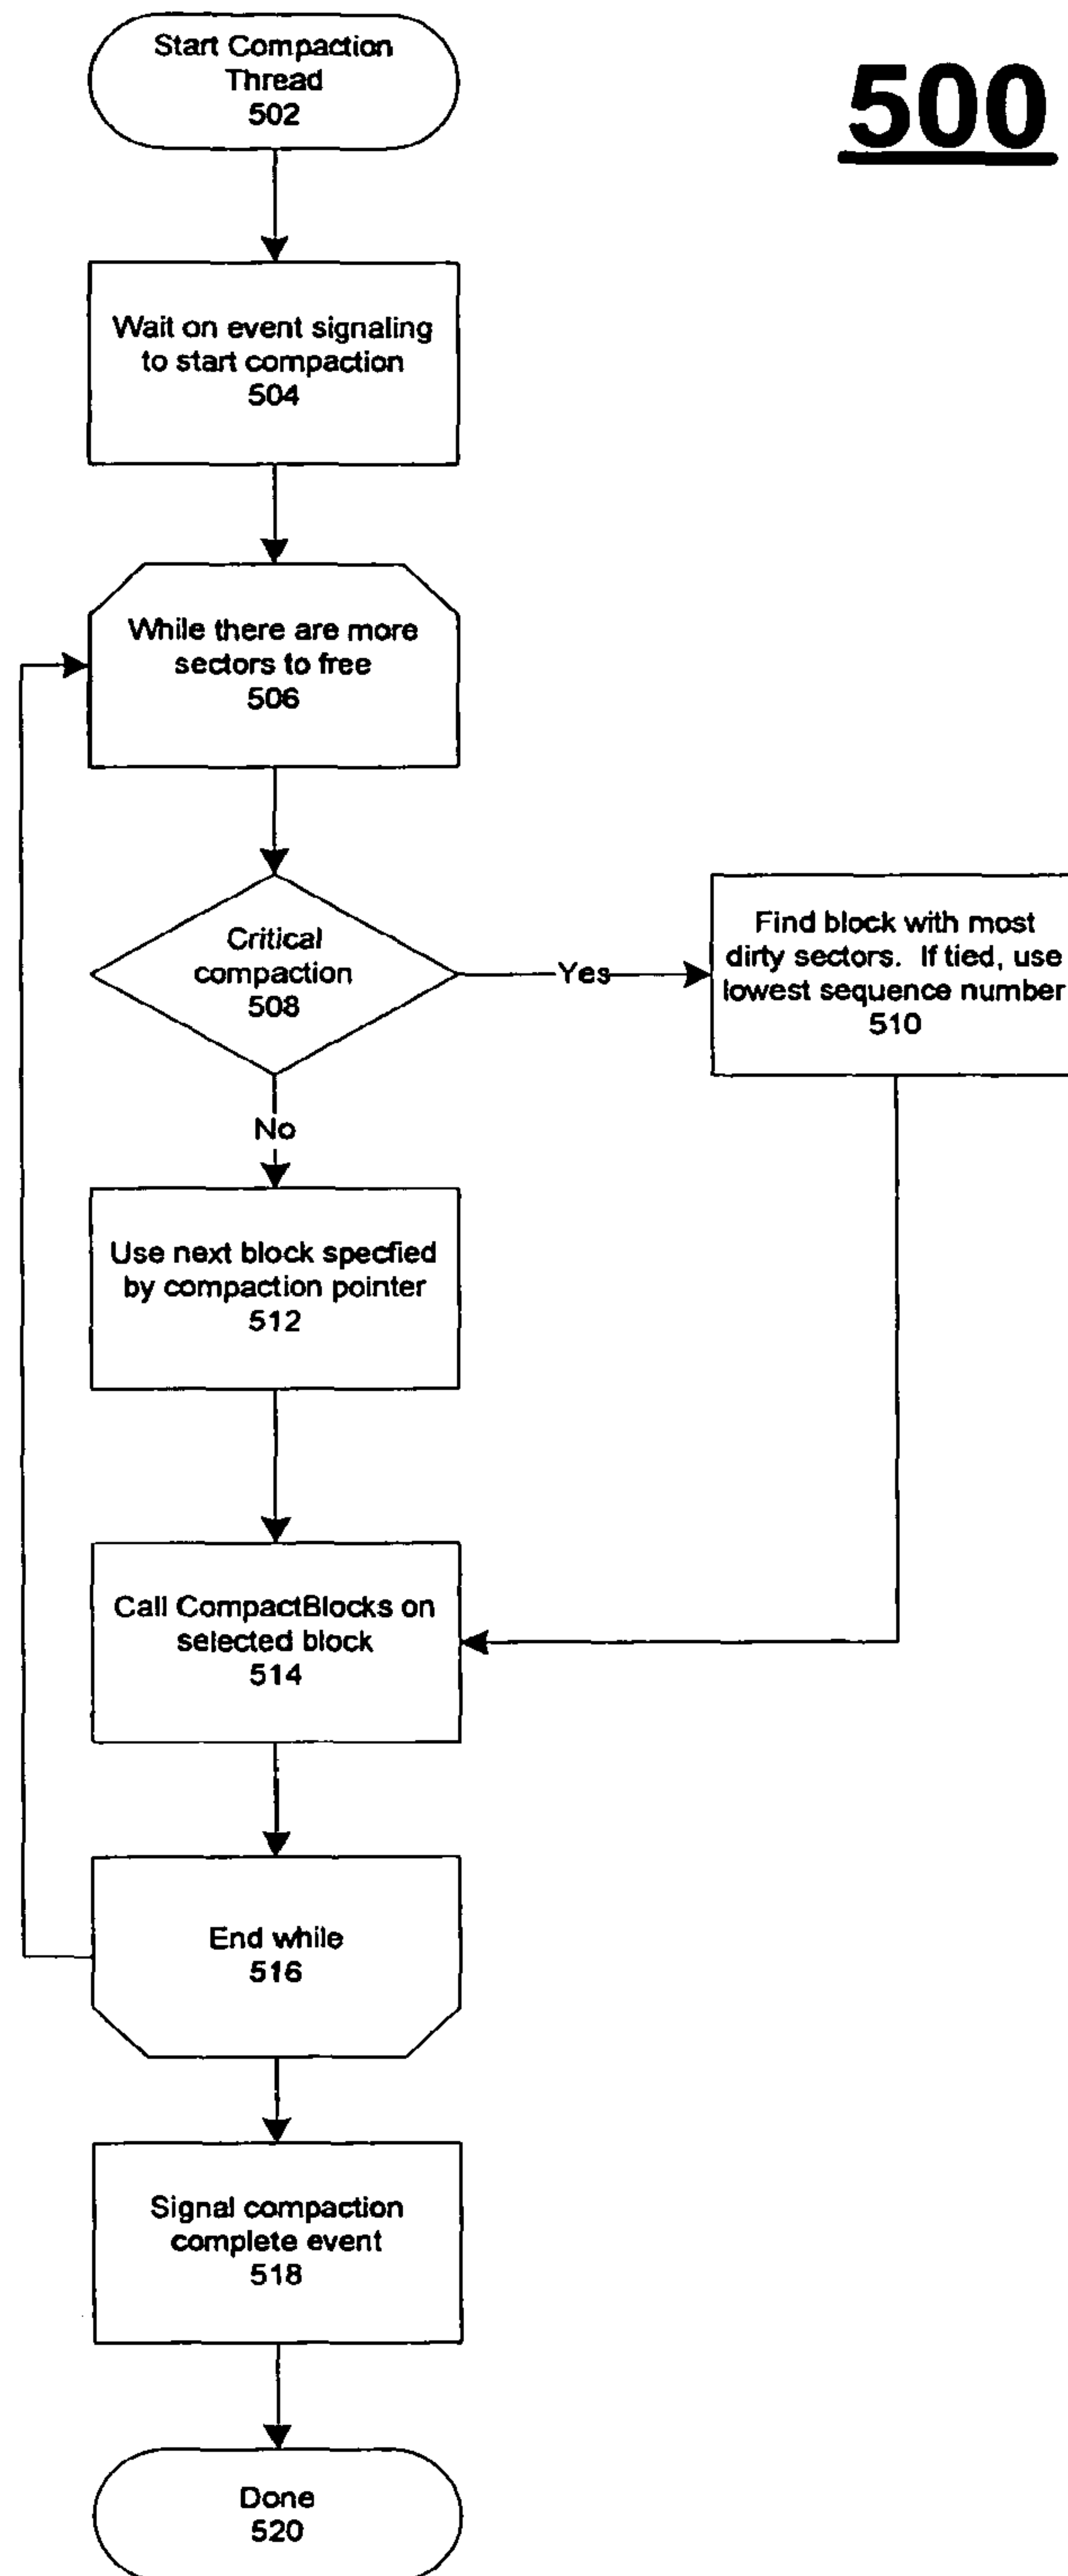 500
Start Compaction
Thread
502
Wait on event signaling
to start compaction
504
While there are more
sectors to free
506
Critical
compaction
508
Yes
Find block with most
dirty sectors. If tied, use
lowest sequence number
510
No
Use next block specfied
by compaction pointer
512
Call CompactBlocks on
selected block
514
End while
516
Signal compaction
complete event
518
Done
520